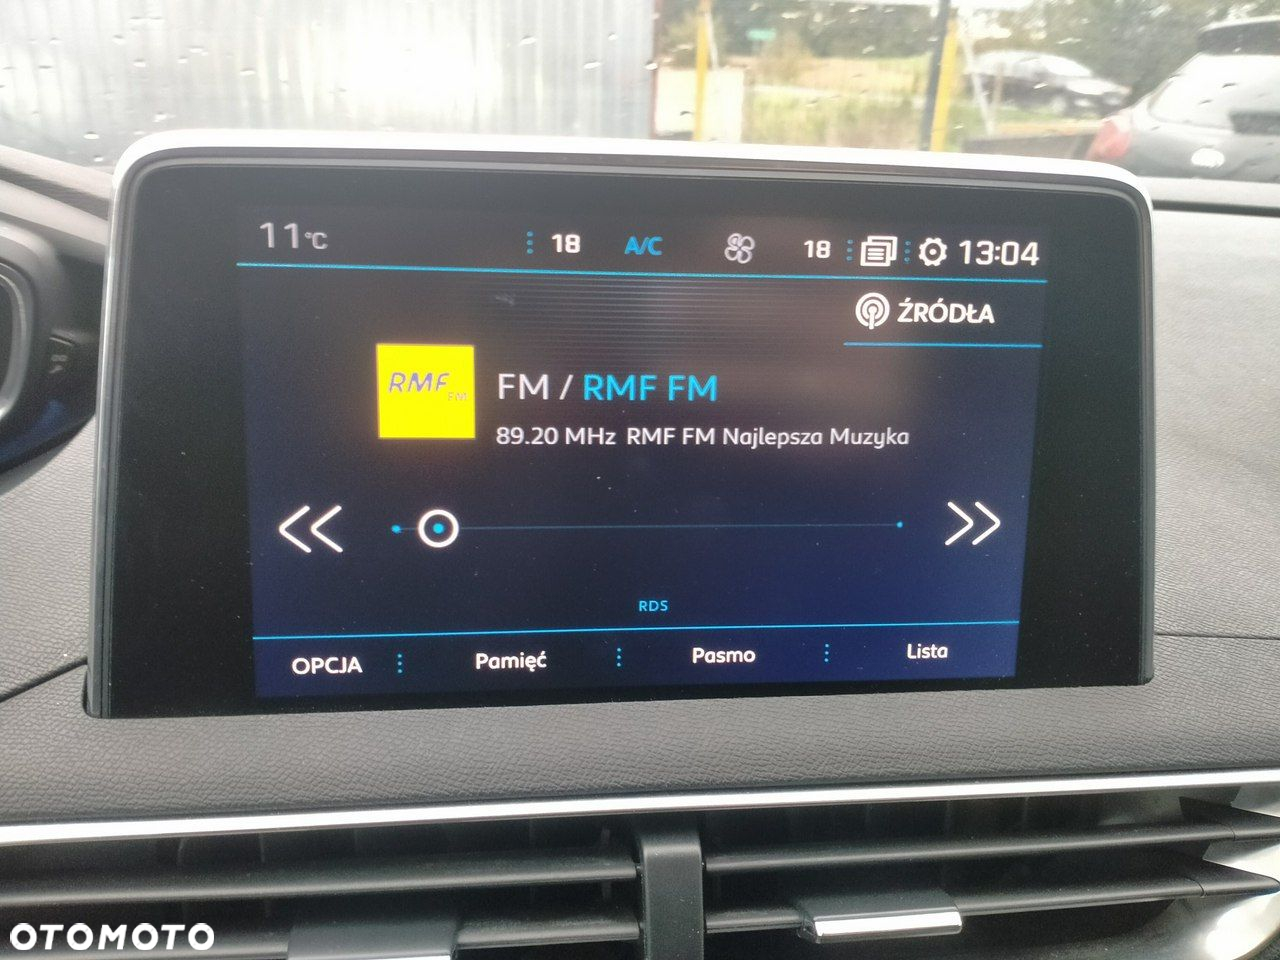 11°C 18 A/C 18 13:04
ŹRÓDŁA
RMF FM
FM / RMF FM
89.20 MHz RMF FM Najlepsza Muzyka
RDS
OPCJA Pamięć Pasmo Lista
OTOMOTO